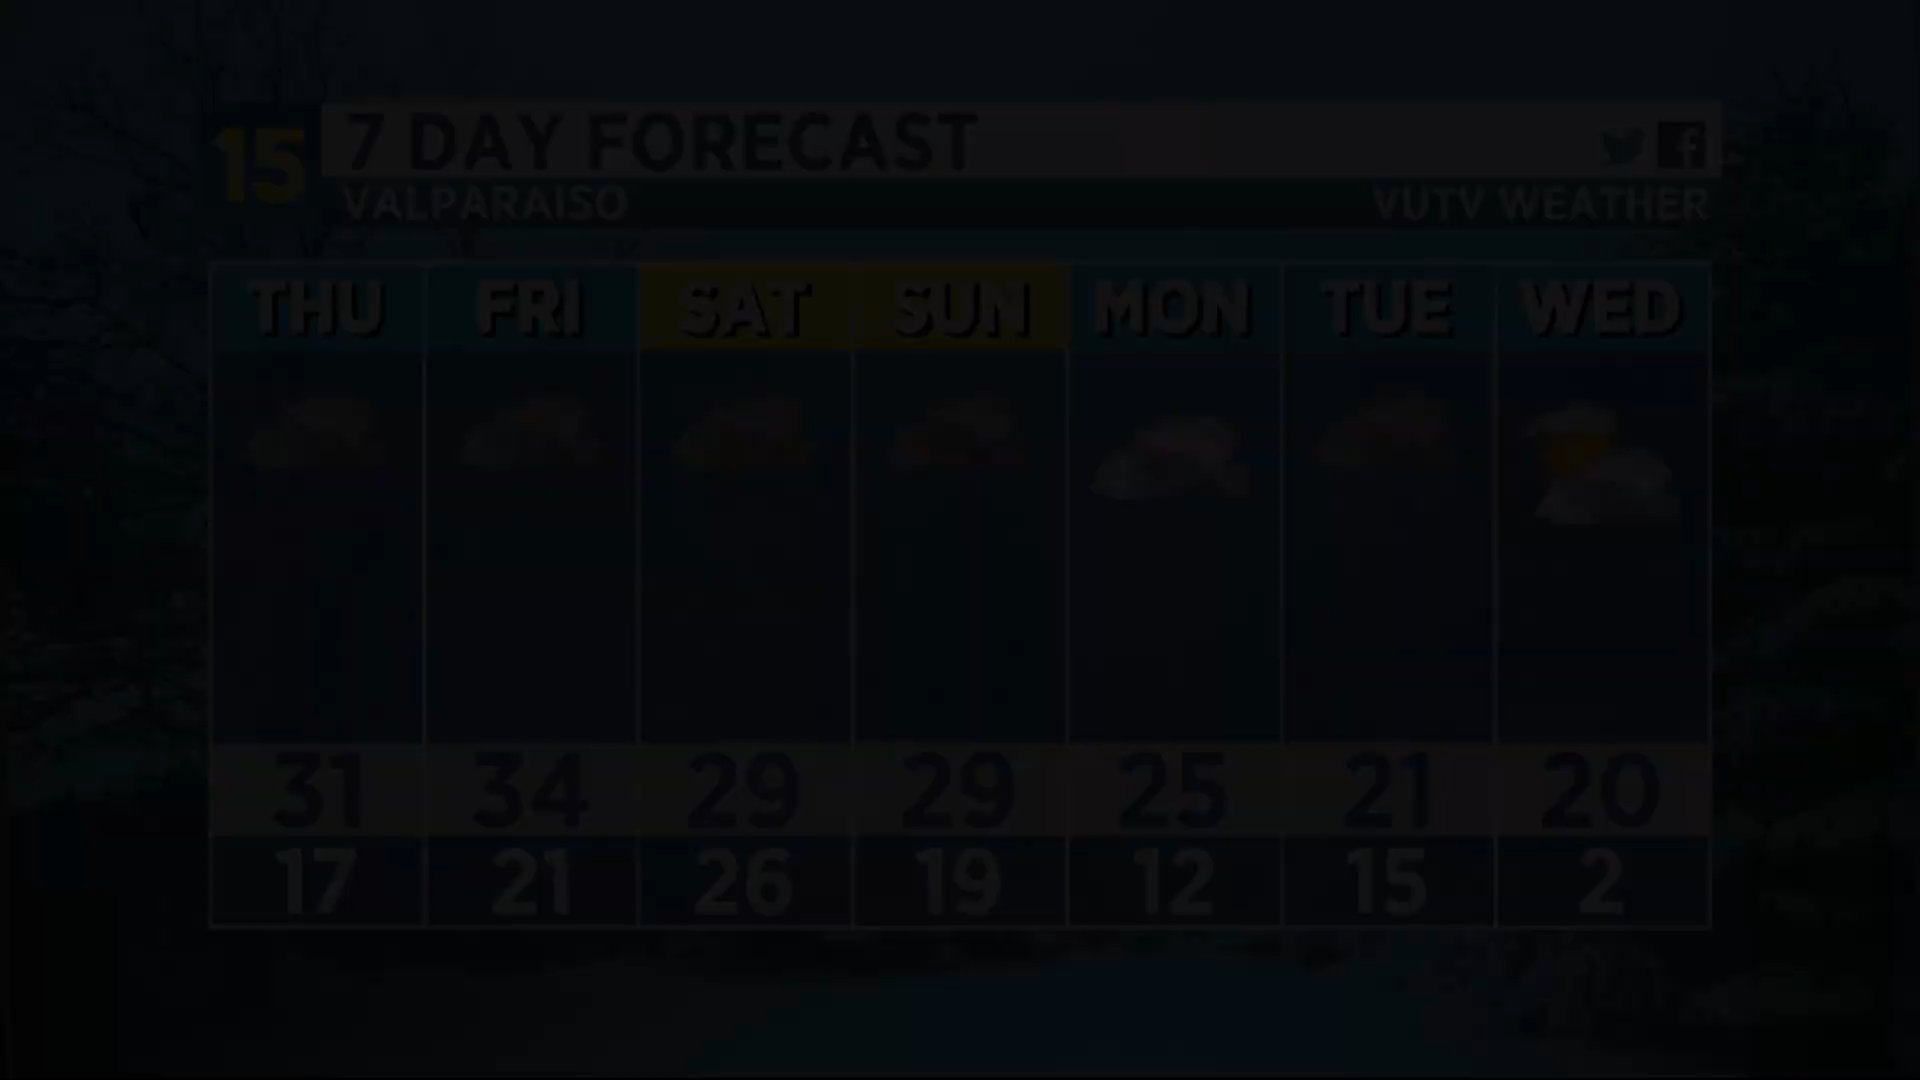 15
7 DAY FORECAST
VALPARAISO
VUTV WEATHER
THU FRI SAT SUN MON TUE WED
31 34 29 29 25 21 20
17 21 26 19 12 15 2